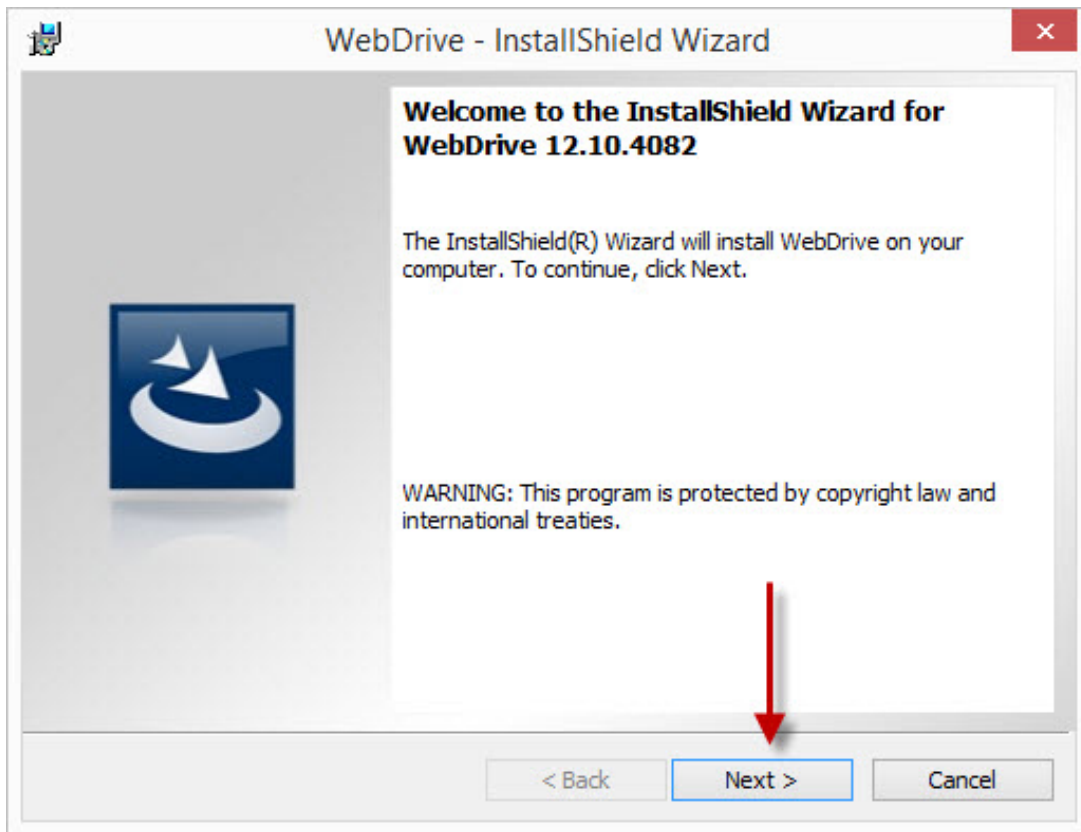 WebDrive - InstallShield Wizard
Welcome to the InstallShield Wizard for
WebDrive 12.10.4082
The InstallShield(R) Wizard will install WebDrive on your
computer. To continue, click Next.
WARNING: This program is protected by copyright law and
international treaties.
< Back Next > Cancel